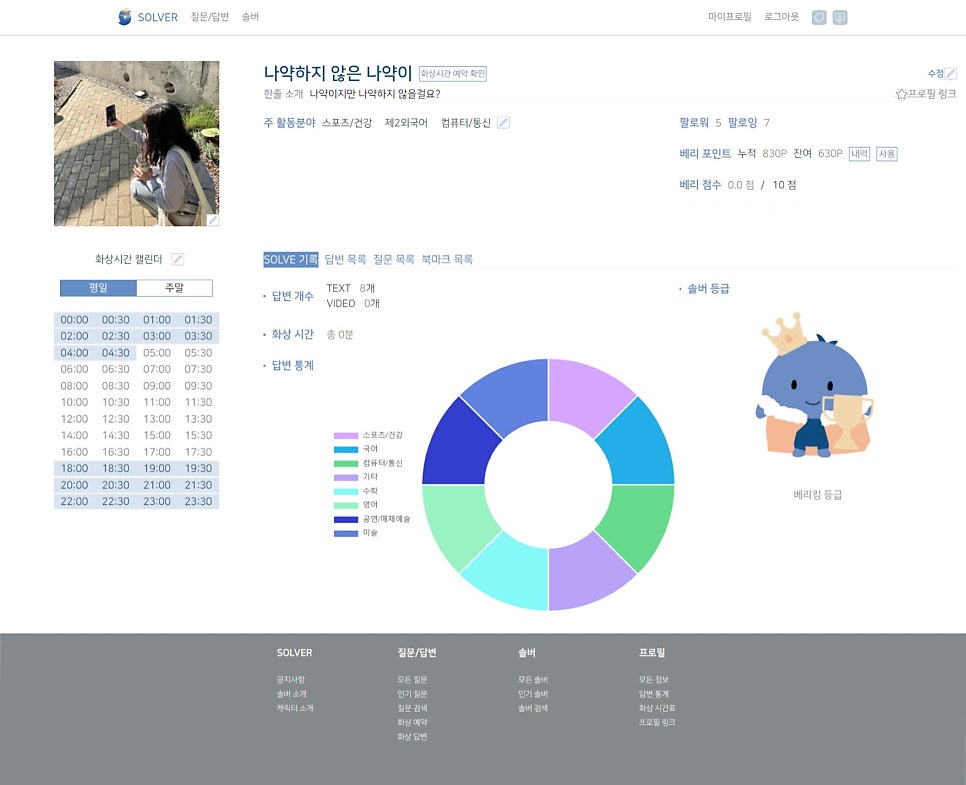 SOLVER 질문/답변 솔버 마이프로필 로그아웃
나약하지 않은 나약이 화상시간 예약 확인 수정
한줄 소개 나약이지만 나약하지 않을걸요? 프로필 링크
주 활동분야 스포츠/건강 제2외국어 컴퓨터/통신 팔로워 5 팔로잉 7
베리 포인트 누적 830P 잔여 630P 내역 사용
베리 점수 0.0 점 / 10 점
화상시간 캘린더
평일 주말
00:00 00:30 01:00 01:30
02:00 02:30 03:00 03:30
04:00 04:30 05:00 05:30
06:00 06:30 07:00 07:30
08:00 08:30 09:00 09:30
10:00 10:30 11:00 11:30
12:00 12:30 13:00 13:30
14:00 14:30 15:00 15:30
16:00 16:30 17:00 17:30
18:00 18:30 19:00 19:30
20:00 20:30 21:00 21:30
22:00 22:30 23:00 23:30
SOLVE 기록 답변 목록 질문 목록 북마크 목록
답변 개수 TEXT 8개
VIDEO 0개
화상 시간 총 0분
답변 통계
스포츠/건강
국어
컴퓨터/통신
기타
수학
영어
공연/매체예술
미술
솔버 등급
베리킹 등급
SOLVER
공지사항
솔버 소개
캐릭터 소개
질문/답변
모든 질문
인기 질문
질문 검색
화상 예약
화상 답변
솔버
모든 솔버
인기 솔버
솔버 검색
프로필
모든 정보
답변 통계
화상 시간표
프로필 링크